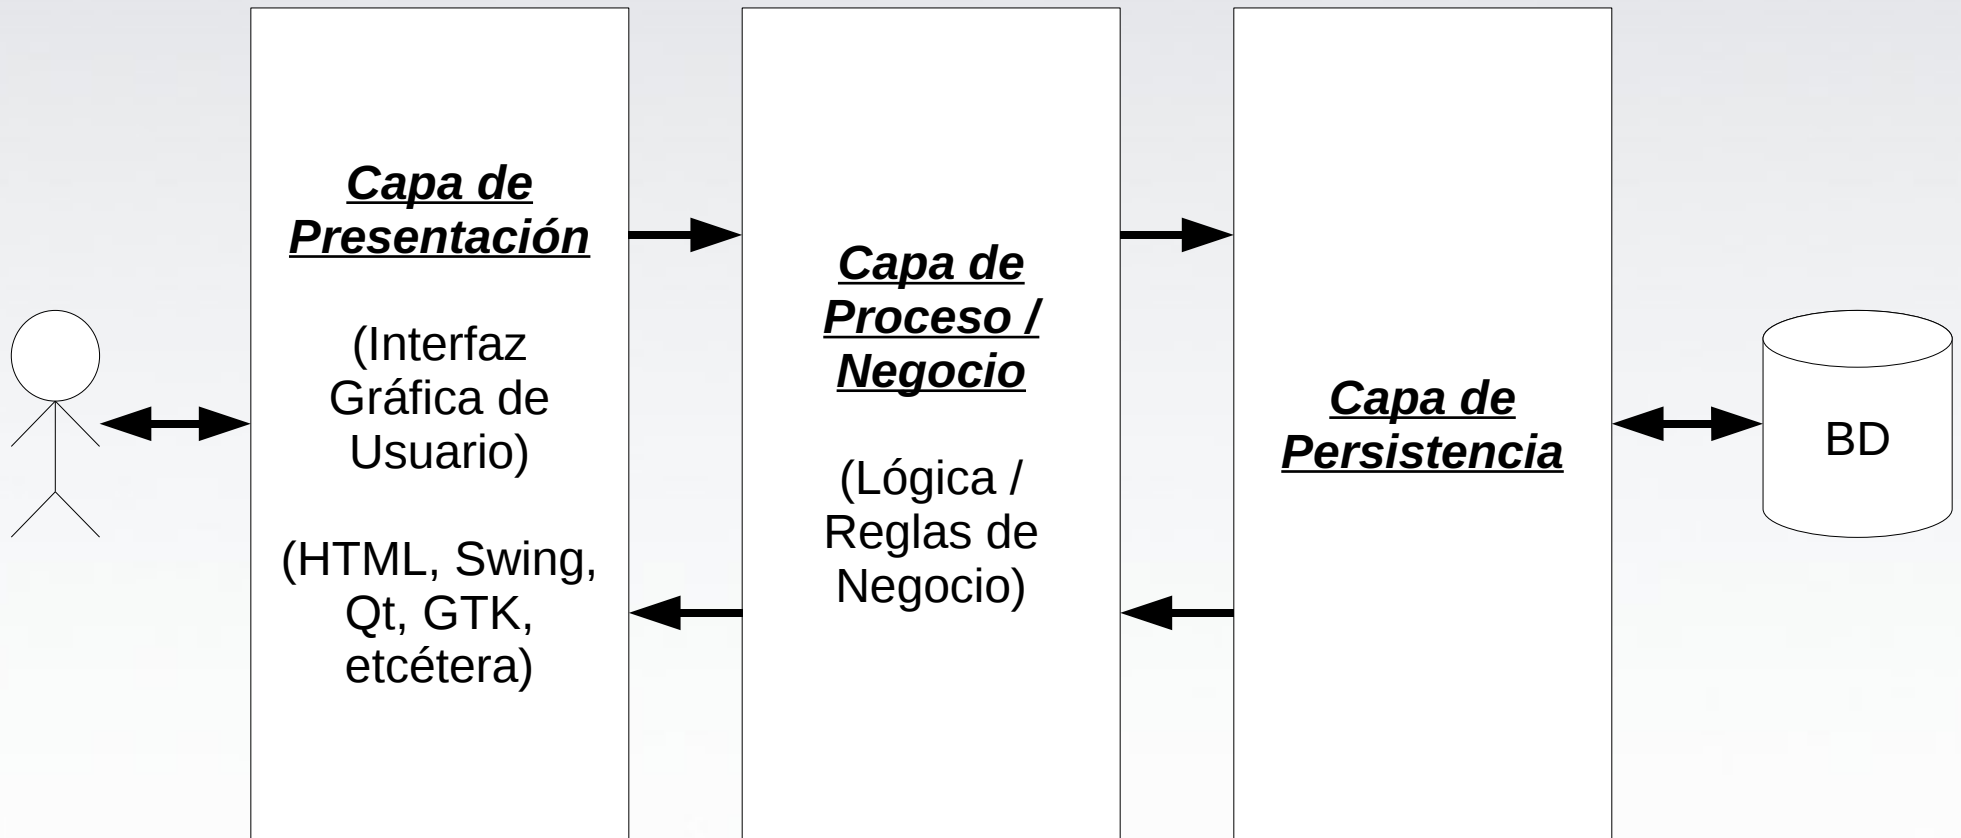 Capa de
Presentación
(Interfaz
Gráfica de
Usuario)
(HTML, Swing,
Qt, GTK,
etcétera)
Capa de
Proceso /
Negocio
(Lógica /
Reglas de
Negocio)
Capa de
Persistencia
BD